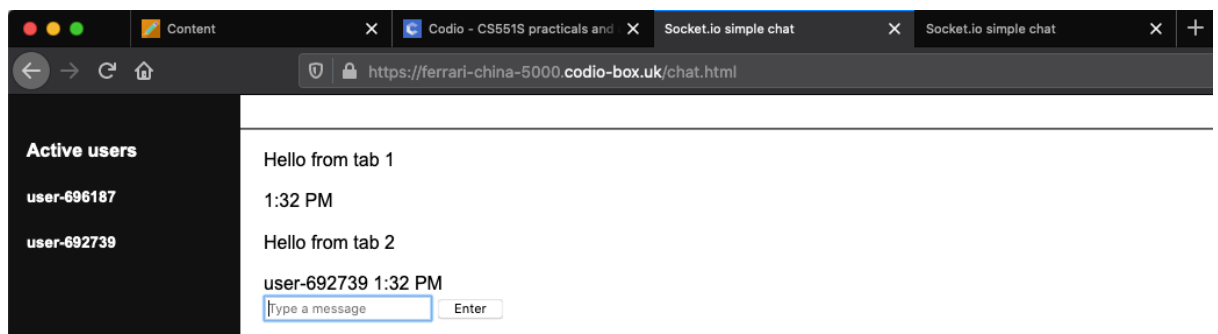 Content
Codio - CS551S practicals and
Socket.io simple chat
Socket.io simple chat
https://ferrari-china-5000.codio-box.uk/chat.html
Active users
user-696187
user-692739
Hello from tab 1
1:32 PM
Hello from tab 2
user-692739 1:32 PM
Type a message
Enter